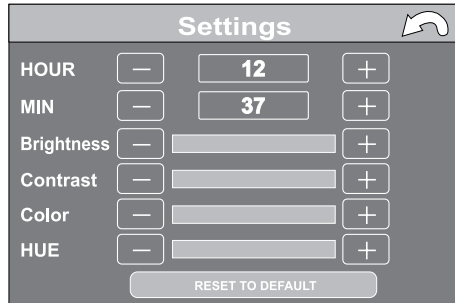 Settings
HOUR — 12 +
MIN — 37 +
Brightness — +
Contrast — +
Color — +
HUE — +
RESET TO DEFAULT